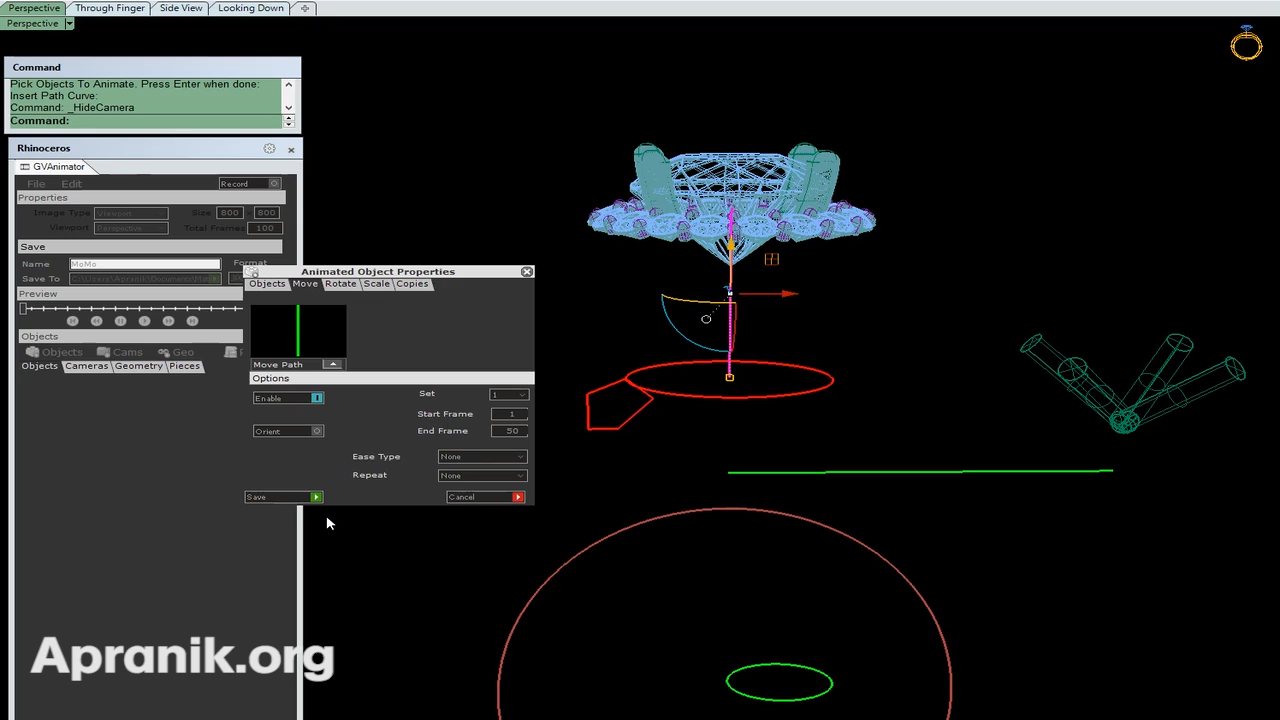 Perspective Through Finger Side View Looking Down
Perspective
Command
Pick Objects To Animate. Press Enter when done:
Insert Path Curve:
Command: _HideCamera
Command:
Rhinoceros
GVAnimator
File Edit Record
Properties
Image Type Viewport Size 800 x 800
Viewport Perspective Total Frames 100
Save
Name MoMo Format
Save To C:\Users\Apranik\Documents\Ma
Preview
Objects
Objects Cams Geo
Objects Cameras Geometry Pieces
Animated Object Properties
Objects Move Rotate Scale Copies
Move Path
Options
Enable Set 1
Start Frame 1
Orient End Frame 50
Ease Type None
Repeat None
Save Cancel
Apranik.org